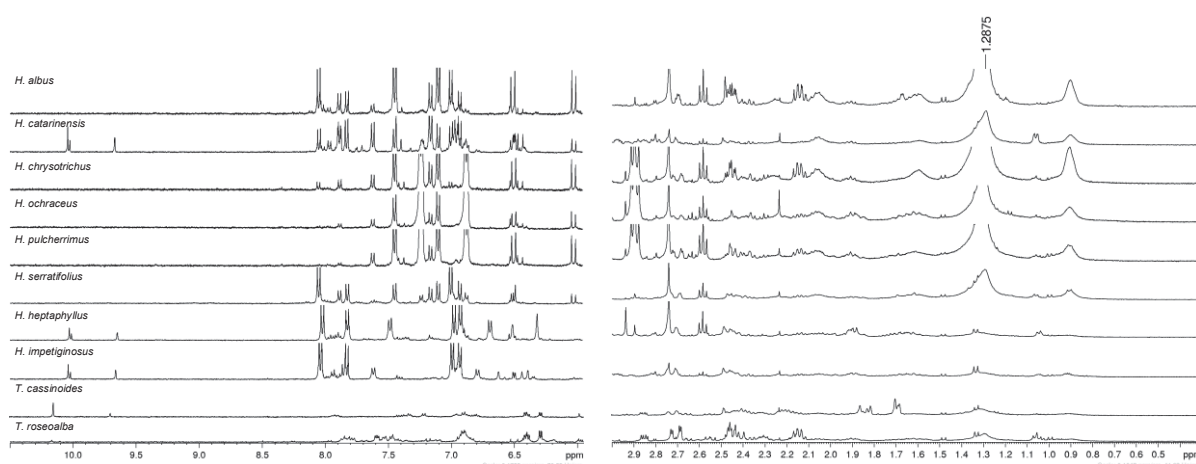 1.2875
H. albus
H. catarinensis
H. chrysotrichus
H. ochraceus
H. pulcherrimus
H. serratifolius
H. heptaphyllus
H. impetiginosus
T. cassinoides
T. roseoalba
10.0 9.5 9.0 8.5 8.0 7.5 7.0 6.5 ppm
2.9 2.8 2.7 2.6 2.5 2.4 2.3 2.2 2.1 2.0 1.9 1.8 1.7 1.6 1.5 1.4 1.3 1.2 1.1 1.0 0.9 0.8 0.7 0.6 0.5 0.4 ppm